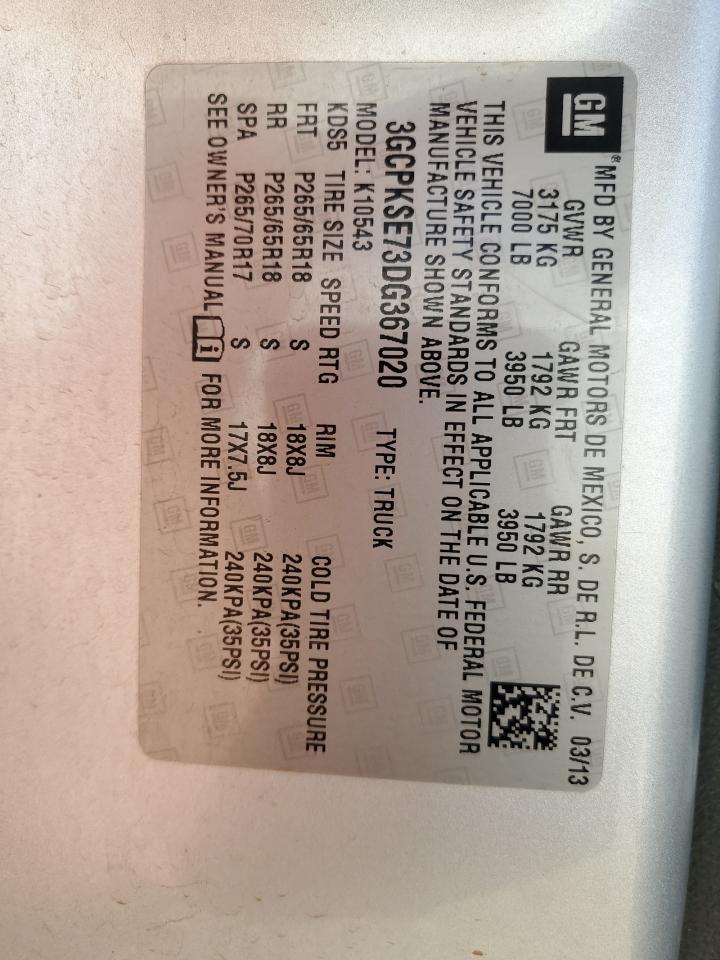 GM® MFD BY GENERAL MOTORS DE MEXICO, S. DE R.L. DE C.V. 03/13
GVWR GAWR FRT GAWR RR
3175 KG 1792 KG 1792 KG
7000 LB 3950 LB 3950 LB
THIS VEHICLE CONFORMS TO ALL APPLICABLE U.S. FEDERAL MOTOR
VEHICLE SAFETY STANDARDS IN EFFECT ON THE DATE OF
MANUFACTURE SHOWN ABOVE.
3GCPKSE73DG367020 TYPE: TRUCK
MODEL: K10543
KDS5 TIRE SIZE SPEED RTG RIM COLD TIRE PRESSURE
FRT P265/65R18 S 18X8J 240KPA(35PSI)
RR P265/65R18 S 18X8J 240KPA(35PSI)
SPA P265/70R17 S 17X7.5J 240KPA(35PSI)
SEE OWNER'S MANUAL i FOR MORE INFORMATION.